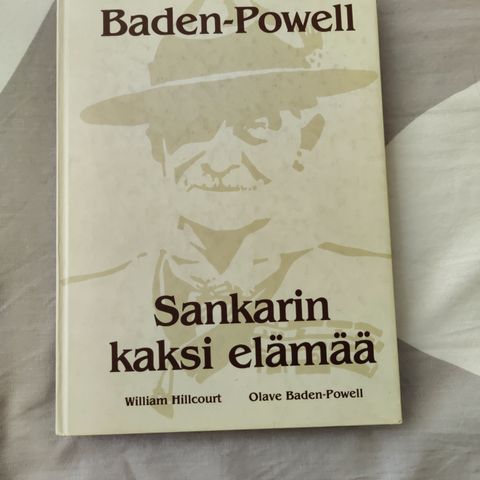 Baden-Powell
Sankarin
kaksi elämää
William Hillcourt Olave Baden-Powell